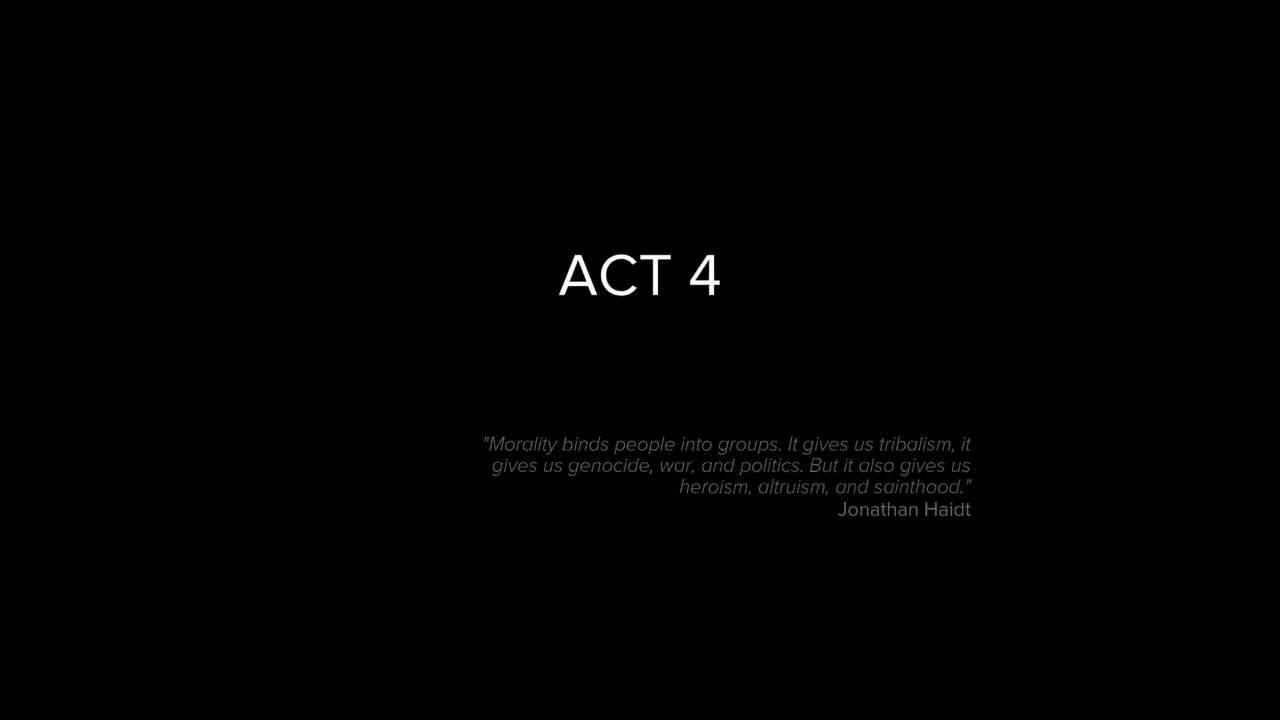 ACT 4
"Morality binds people into groups. It gives us tribalism, it
gives us genocide, war, and politics. But it also gives us
heroism, altruism, and sainthood."
Jonathan Haidt